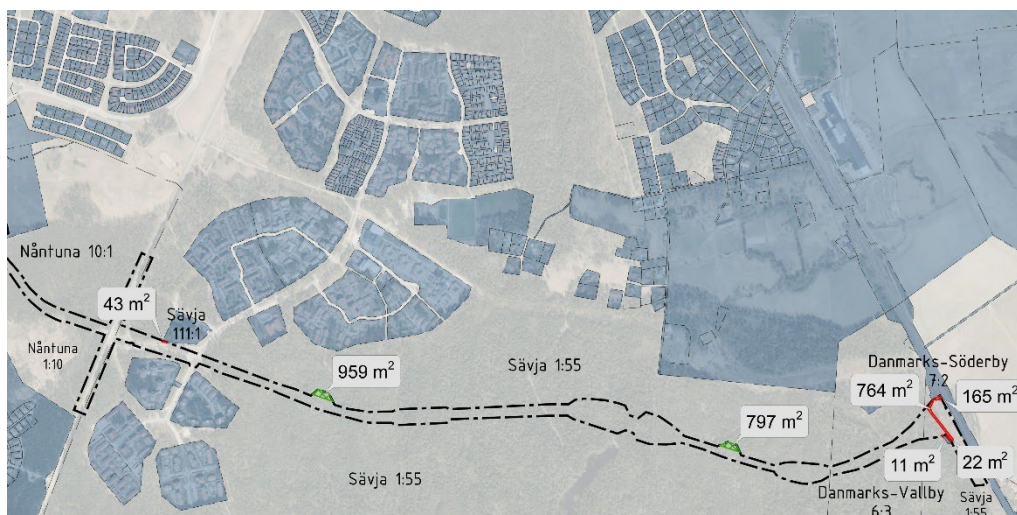 Nåntuna 10:1
43 m²
Sävja
111:1
Nåntuna
1:10
959 m²
Sävja 1:55
Danmarks-Söderby
7:2
764 m²
165 m²
797 m²
11 m²
22 m²
Sävja 1:55
Danmarks-Vallby
6:3
Sävja
1:55